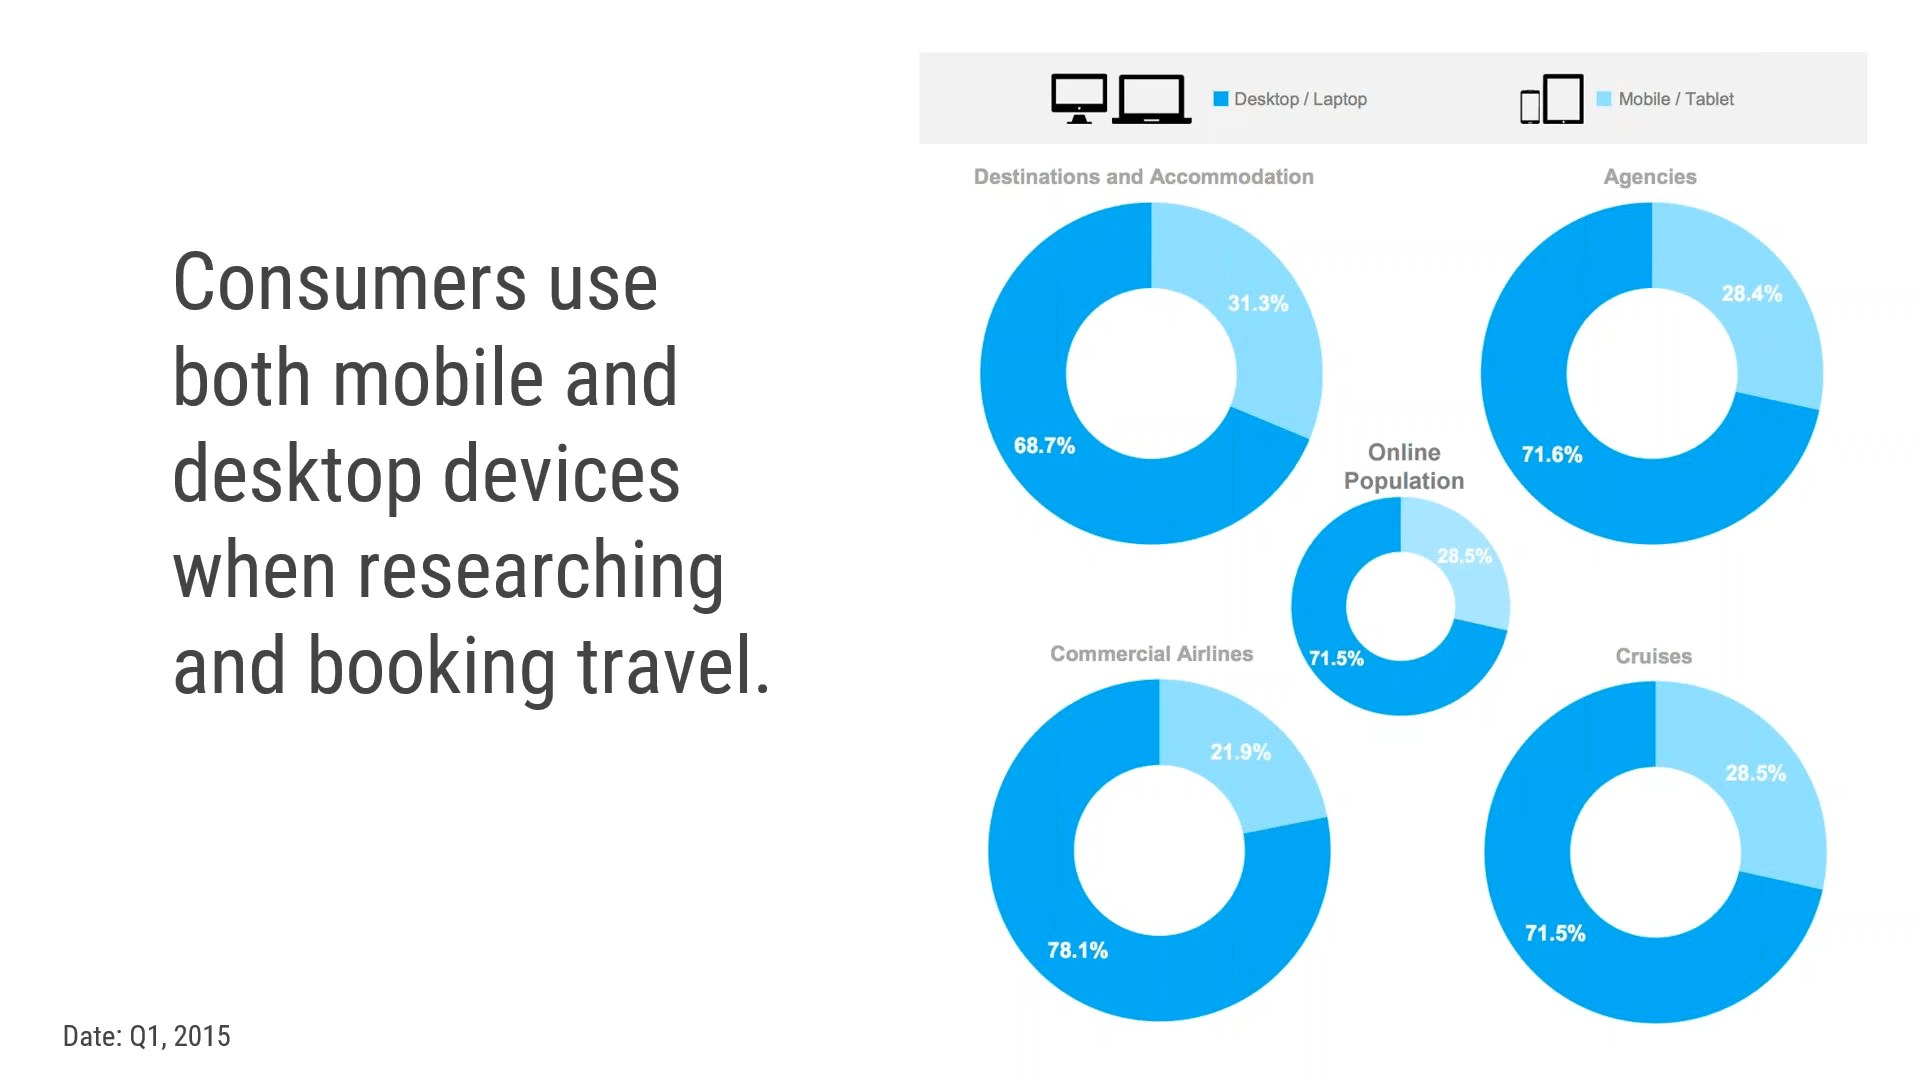 Consumers use
both mobile and
desktop devices
when researching
and booking travel.
Date: Q1, 2015
Desktop / Laptop
Mobile / Tablet
Destinations and Accommodation
31.3%
68.7%
Agencies
28.4%
71.6%
Online
Population
28.5%
71.5%
Commercial Airlines
21.9%
78.1%
Cruises
28.5%
71.5%